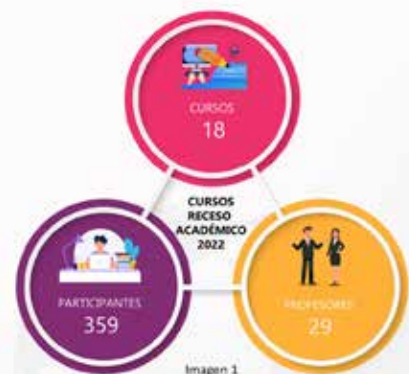 CURSOS
18
CURSOS
RECESO
ACADÉMICO
2022
PARTICIPANTES
359
PROFESORES
29
Imagen 1